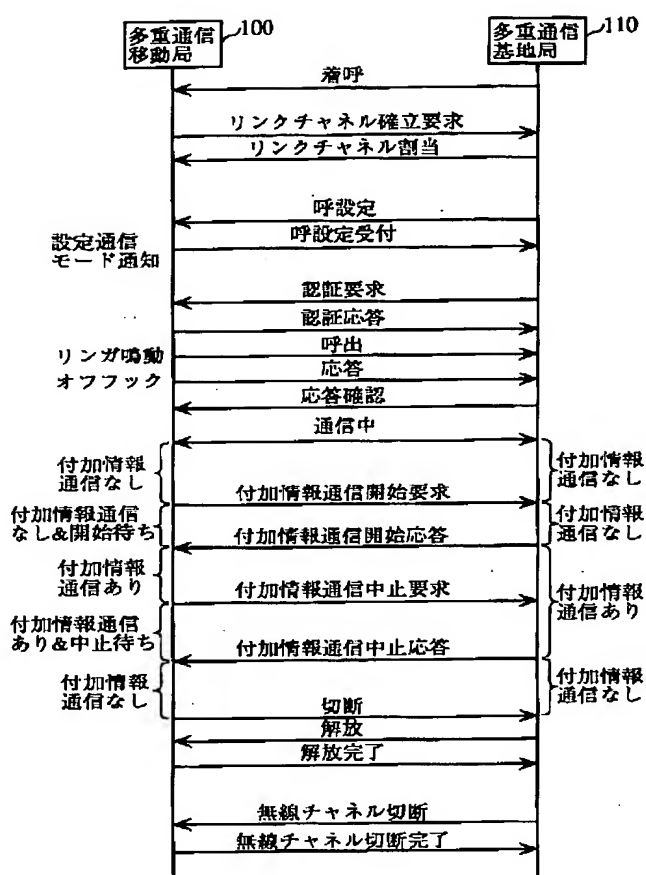 多重通信
移動局
100
多重通信
基地局
110
着呼
リンクチャネル確立要求
リンクチャネル割当
呼設定
設定通信
モード通知
呼設定受付
認証要求
認証応答
リンガ鳴動
呼出
オフフック
応答
応答確認
通信中
付加情報
通信なし
付加情報
通信なし
付加情報通信開始要求
付加情報通信
なし&開始待ち
付加情報
通信なし
付加情報通信開始応答
付加情報
通信あり
付加情報通信中止要求
付加情報
通信あり
付加情報通信
あり&中止待ち
付加情報通信中止応答
付加情報
通信なし
付加情報
通信なし
切断
解放
解放完了
無線チャネル切断
無線チャネル切断完了